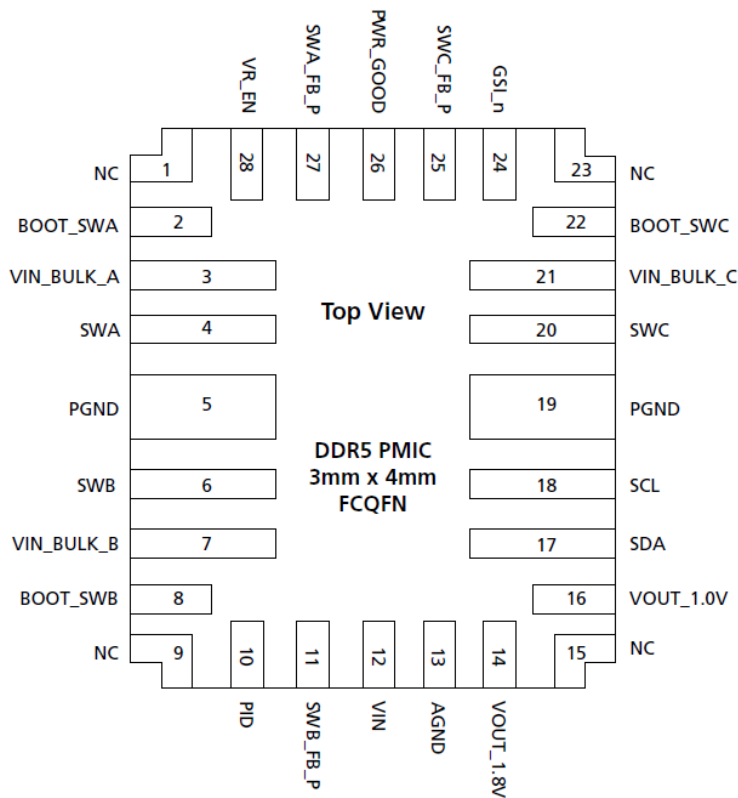 VR_EN
SWA_FB_P
PWR_GOOD
SWC_FB_P
GSI_n
28
27
26
25
24
NC 1
23 NC
BOOT_SWA 2
22 BOOT_SWC
VIN_BULK_A 3
21 VIN_BULK_C
Top View
SWA 4
20 SWC
PGND 5
19 PGND
DDR5 PMIC
3mm x 4mm
FCQFN
SWB 6
18 SCL
VIN_BULK_B 7
17 SDA
BOOT_SWB 8
16 VOUT_1.0V
NC 9
15 NC
10
11
12
13
14
PID
SWB_FB_P
VIN
AGND
VOUT_1.8V